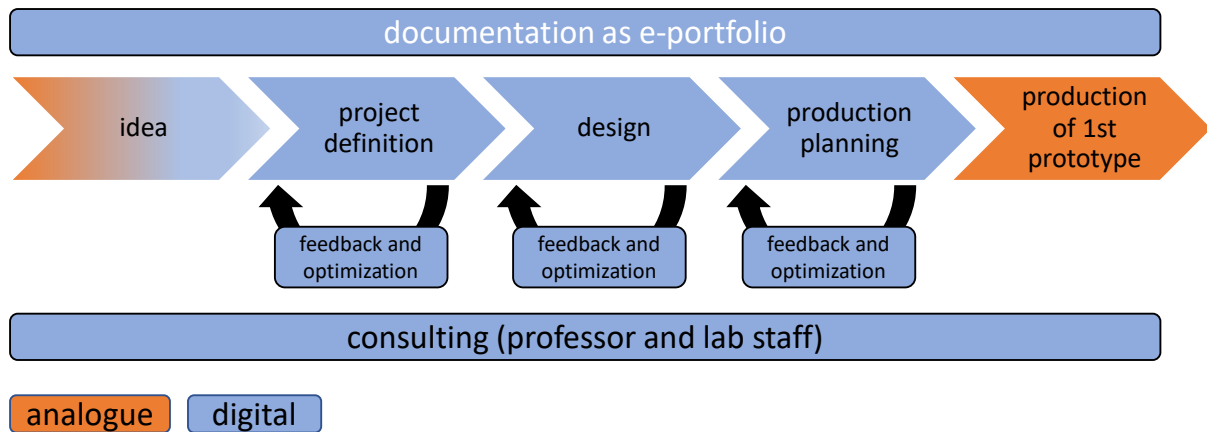 documentation as e-portfolio
idea
project
definition
design
production
planning
production
of 1st
prototype
feedback and
optimization
feedback and
optimization
feedback and
optimization
consulting (professor and lab staff)
analogue
digital